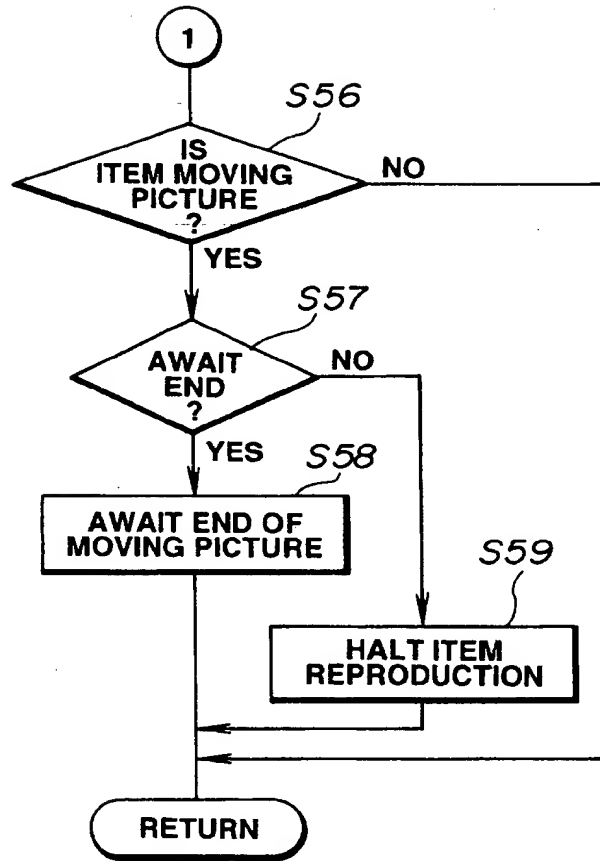 1
S56
IS
ITEM MOVING
PICTURE
?
NO
YES
S57
AWAIT
END
?
NO
YES
S58
AWAIT END OF
MOVING PICTURE
S59
HALT ITEM
REPRODUCTION
RETURN